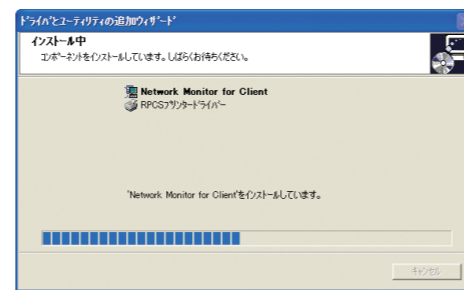 ﾄﾞﾗｲﾊﾞとユーティリティの追加ウィザード
インストール中
コンポーネントをインストールしています。しばらくお待ちください。
Network Monitor for Client
RPCSプリンタードライバー
'Network Monitor for Client'をインストールしています。
キャンセル